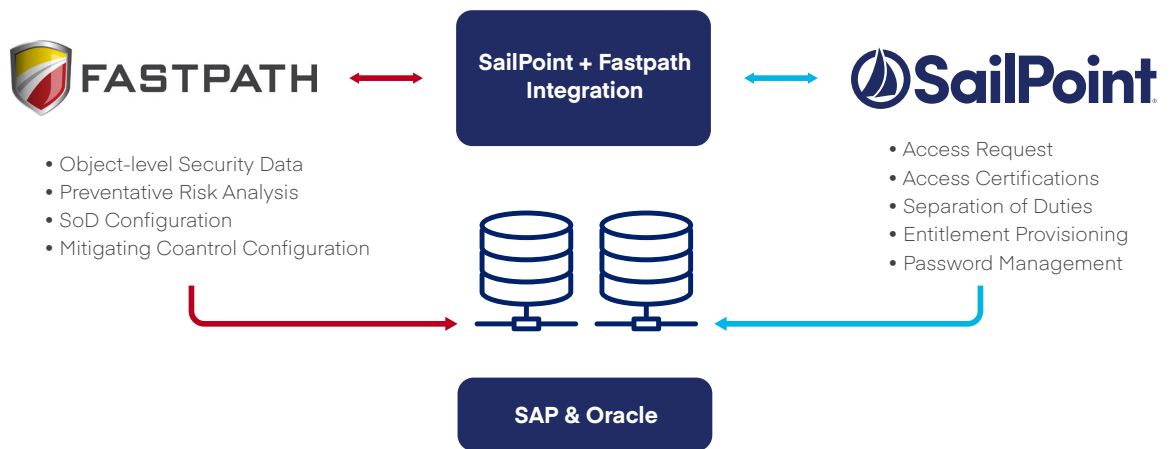 FASTPATH
SailPoint + Fastpath
Integration
SailPoint
• Object-level Security Data
• Preventative Risk Analysis
• SoD Configuration
• Mitigating Coantrol Configuration
• Access Request
• Access Certifications
• Separation of Duties
• Entitlement Provisioning
• Password Management
SAP & Oracle